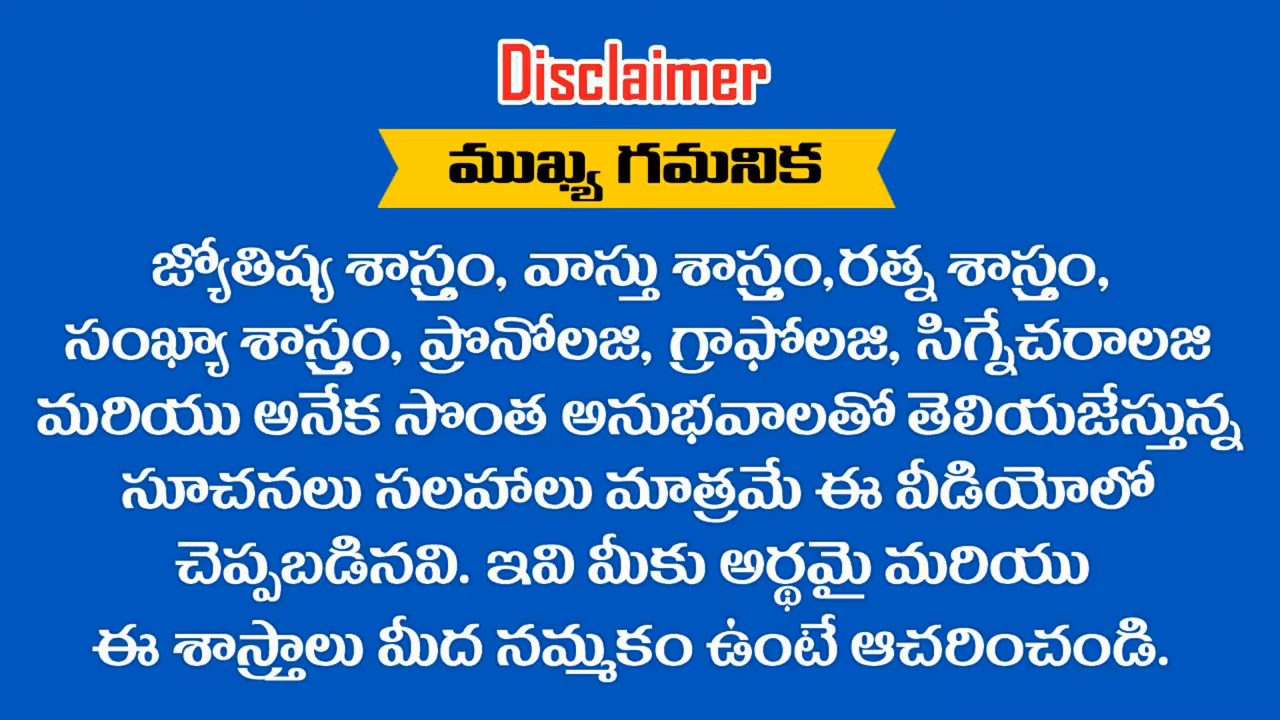 Disclaimer
ముఖ్య గమనిక
జ్యోతిష్య శాస్త్రం, వాస్తు శాస్త్రం,రత్న శాస్త్రం,
సంఖ్యా శాస్త్రం, ప్రొనోలజి, గ్రాఫోలజి, సిగ్నేచరాలజి
మరియు అనేక సొంత అనుభవాలతో తెలియజేస్తున్న
సూచనలు సలహాలు మాత్రమే ఈ వీడియోలో
చెప్పబడినవి. ఇవి మీకు అర్థమై మరియు
ఈ శాస్త్రాలు మీద నమ్మకం ఉంటే ఆచరించండి.